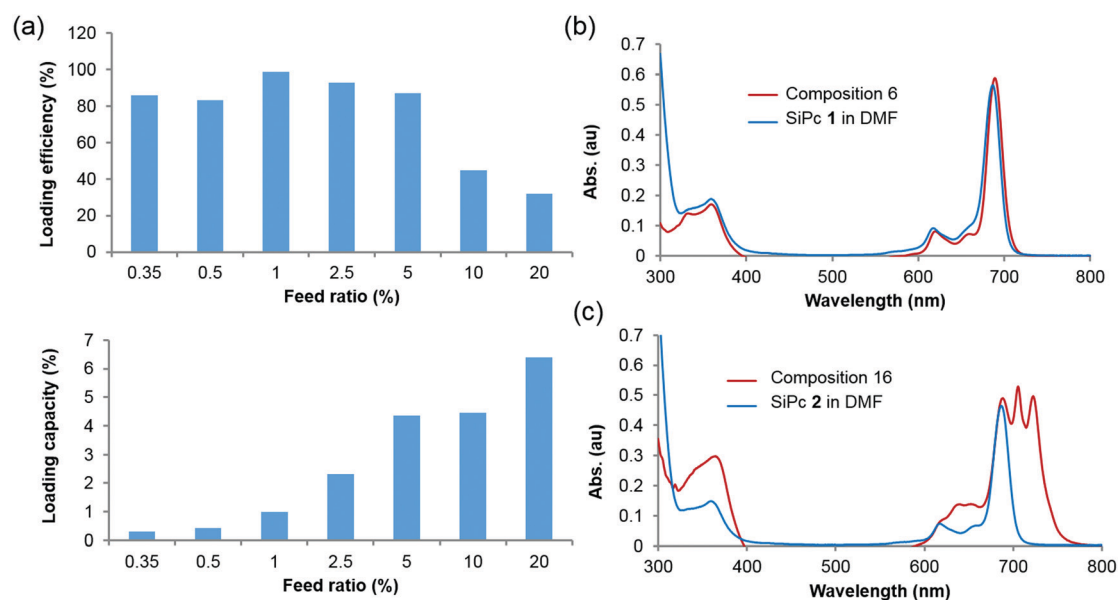 (a)
120
100
80
60
40
20
0
Loading efficiency (%)
0.35 0.5 1 2.5 5 10 20
Feed ratio (%)
7
6
5
4
3
2
1
0
Loading capacity (%)
0.35 0.5 1 2.5 5 10 20
Feed ratio (%)
(b)
0.7
0.6
0.5
0.4
0.3
0.2
0.1
0
Abs. (au)
Composition 6
SiPc 1 in DMF
300 400 500 600 700 800
Wavelength (nm)
(c)
0.7
0.6
0.5
0.4
0.3
0.2
0.1
0
Abs. (au)
Composition 16
SiPc 2 in DMF
300 400 500 600 700 800
Wavelength (nm)